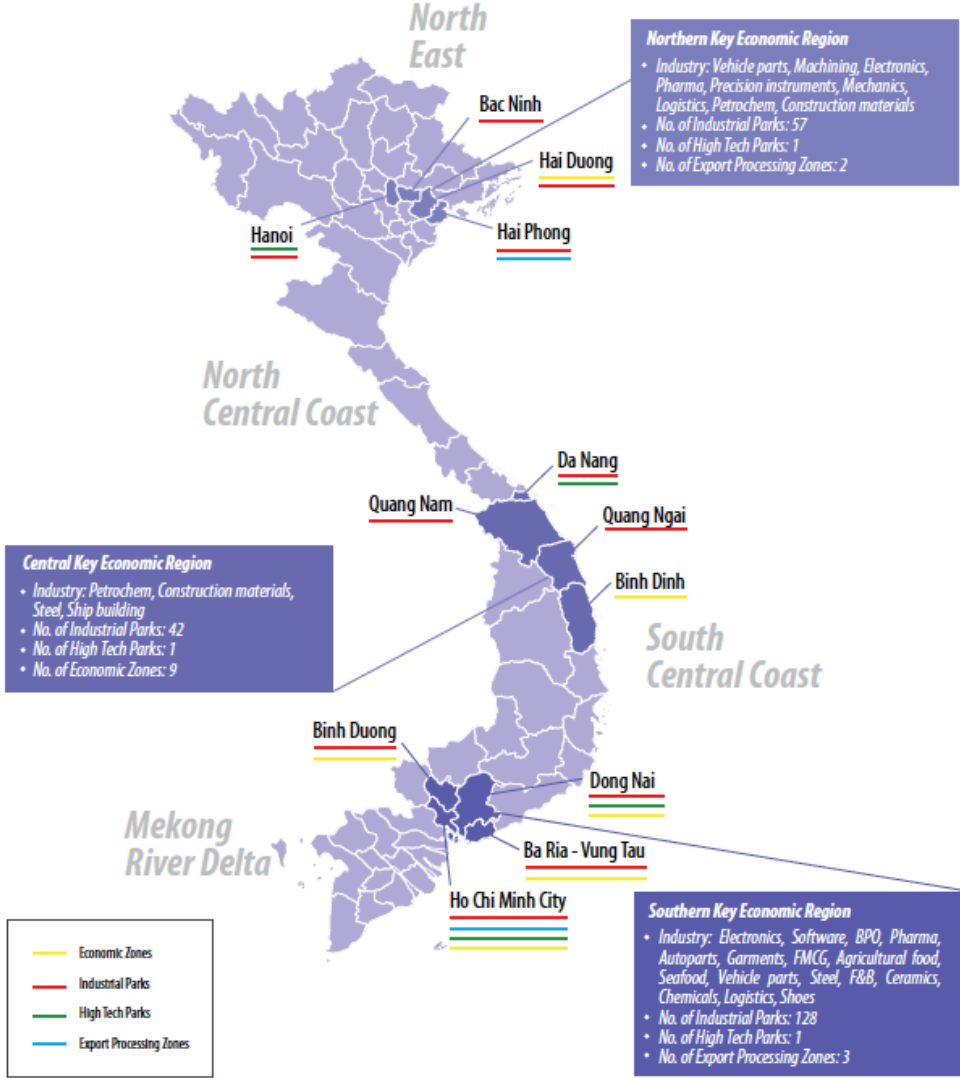 North
East
Northern Key Economic Region
• Industry: Vehicle parts, Machining, Electronics,
Pharma, Precision instruments, Mechanics,
Logistics, Petrochem, Construction materials
• No. of Industrial Parks: 57
• No. of High Tech Parks: 1
• No. of Export Processing Zones: 2
Bac Ninh
Hai Duong
Hanoi
Hai Phong
North
Central Coast
Da Nang
Quang Nam
Quang Ngai
Central Key Economic Region
• Industry: Petrochem, Construction materials,
Steel, Ship building
• No. of Industrial Parks: 42
• No. of High Tech Parks: 1
• No. of Economic Zones: 9
Binh Dinh
South
Central Coast
Binh Duong
Dong Nai
Mekong
River Delta
Ba Ria - Vung Tau
Ho Chi Minh City
Southern Key Economic Region
• Industry: Electronics, Software, BPO, Pharma,
Autoparts, Garments, FMCG, Agricultural food,
Seafood, Vehicle parts, Steel, F&B, Ceramics,
Chemicals, Logistics, Shoes
• No. of Industrial Parks: 128
• No. of High Tech Parks: 1
• No. of Export Processing Zones: 3
Economic Zones
Industrial Parks
High Tech Parks
Export Processing Zones